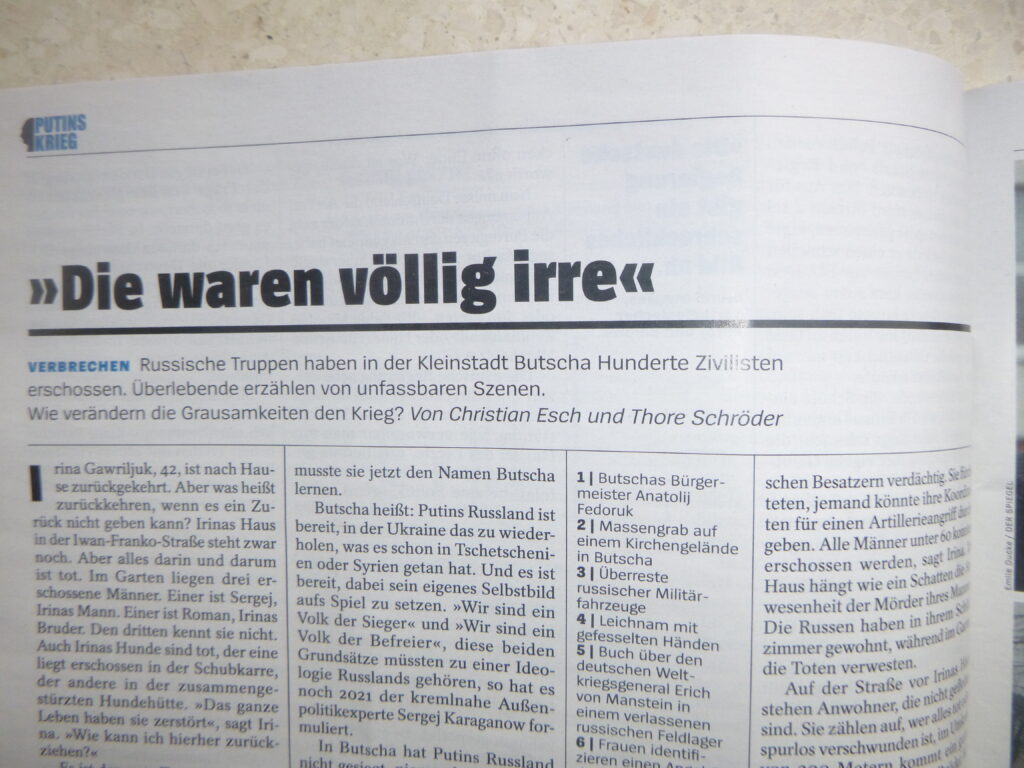 PUTINS
KRIEG
»Die waren völlig irre«
VERBRECHEN Russische Truppen haben in der Kleinstadt Butscha Hunderte Zivilisten
erschossen. Überlebende erzählen von unfassbaren Szenen.
Wie verändern die Grausamkeiten den Krieg? Von Christian Esch und Thore Schröder
Irina Gawriljuk, 42, ist nach Hau-
se zurückgekehrt. Aber was heißt
zurückkehren, wenn es ein Zu-
rück nicht geben kann? Irinas Haus
in der Iwan-Franko-Straße steht zwar
noch. Aber alles darin und darum
ist tot. Im Garten liegen drei er-
schossene Männer. Einer ist Sergej,
Irinas Mann. Einer ist Roman, Irinas
Bruder. Den dritten kennt sie nicht.
Auch Irinas Hunde sind tot, der eine
liegt erschossen in der Schubkarre,
der andere in der zusammenge-
stürzten Hundehütte. »Das ganze
Leben haben sie zerstört«, sagt Iri-
na. »Wie kann ich hierher zurück-
ziehen?«
musste sie jetzt den Namen Butscha
lernen.
Butscha heißt: Putins Russland ist
bereit, in der Ukraine das zu wieder-
holen, was es schon in Tschetscheni-
en oder Syrien getan hat. Und es ist
bereit, dabei sein eigenes Selbstbild
aufs Spiel zu setzen. »Wir sind ein
Volk der Sieger« und »Wir sind ein
Volk der Befreier«, diese beiden
Grundsätze müssten zu einer Ideo-
logie Russlands gehören, so hat es
noch 2021 der kremlnahe Außen-
politikexperte Sergej Karaganow for-
muliert.
In Butscha hat Putins Russland
1 | Butschas Bürger-
meister Anatolij
Fedoruk
2 | Massengrab auf
einem Kirchengelände
in Butscha
3 | Überreste
russischer Militär-
fahrzeuge
4 | Leichnam mit
gefesselten Händen
5 | Buch über den
deutschen Welt-
kriegsgeneral Erich
von Manstein in
einem verlassenen
russischen Feldlager
6 | Frauen identifi-
zieren einen
schen Besatzern verdächtig. Sie
teten, jemand könnte ihre
ten für einen Artillerieangriff
geben. Alle Männer unter 60
erschossen werden, sagt Irina.
Haus hängt wie ein Schatten die
wesenheit der Mörder ihres
Die Russen haben in ihrem
zimmer gewohnt, während im
die Toten verwesten.
Auf der Straße vor Irinas
stehen Anwohner, die nicht
sind. Sie zählen auf, wer alles
spurlos verschwunden ist, im
von 200 Metern kommt ein
Emile Ducke / DER SPIEGEL